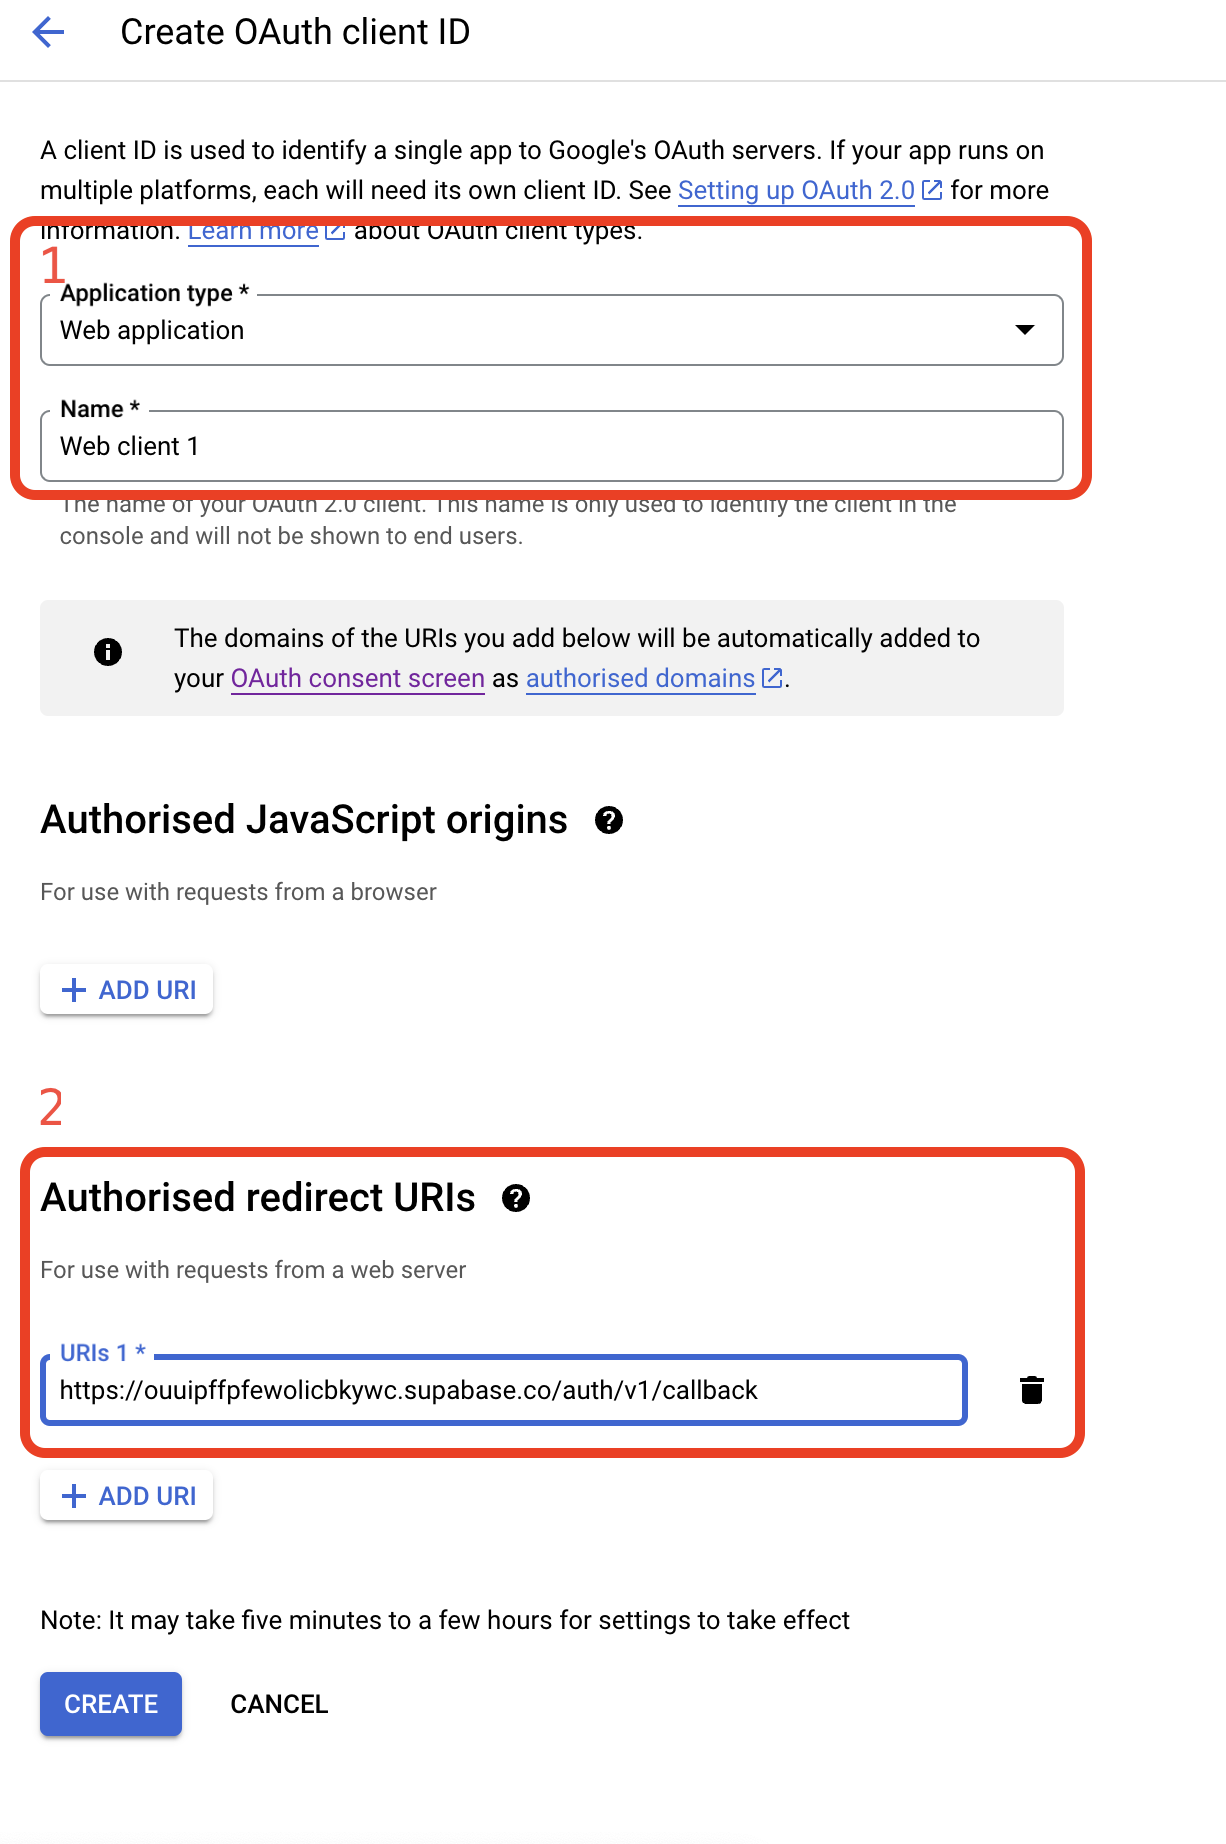 Create OAuth client ID
A client ID is used to identify a single app to Google's OAuth servers. If your app runs on
multiple platforms, each will need its own client ID. See Setting up OAuth 2.0 for more
information. Learn more about OAuth client types.
1
Application type *
Web application
Name *
Web client 1
The name of your OAuth 2.0 client. This name is only used to identify the client in the
console and will not be shown to end users.
The domains of the URIs you add below will be automatically added to
your OAuth consent screen as authorised domains.
Authorised JavaScript origins
For use with requests from a browser
ADD URI
2
Authorised redirect URIs
For use with requests from a web server
URIs 1 *
https://ouuipffpfewolicbkywc.supabase.co/auth/v1/callback
ADD URI
Note: It may take five minutes to a few hours for settings to take effect
CREATE CANCEL